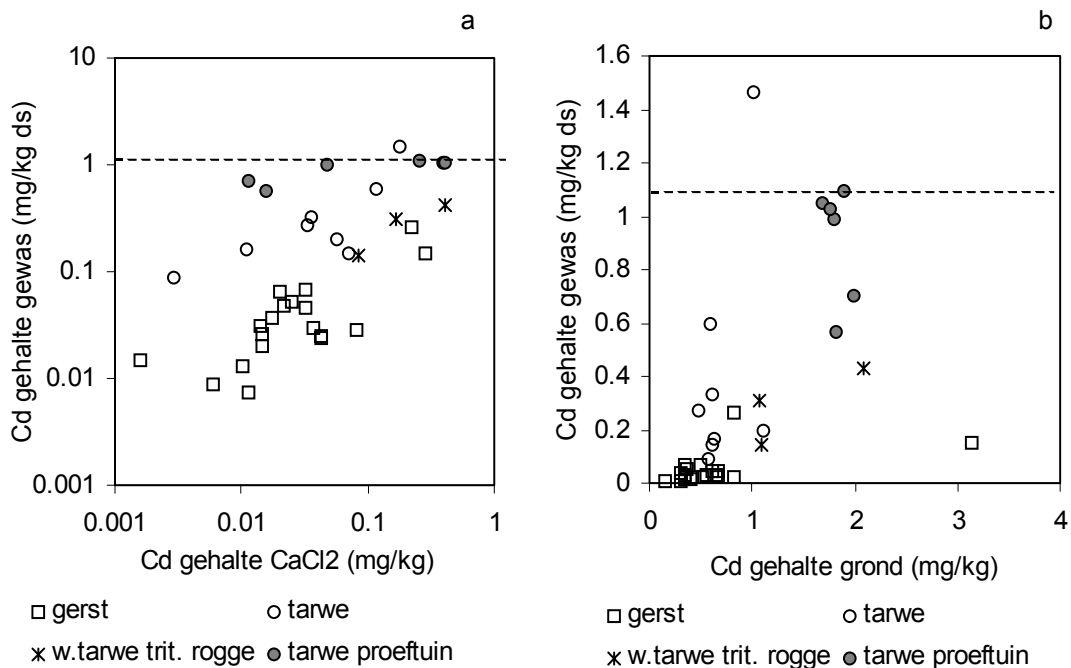 a
Cd gehalte gewas (mg/kg ds)
10
1
0.1
0.01
0.001
0.001 0.01 0.1 1
Cd gehalte CaCl2 (mg/kg)
gerst tarwe
w.tarwe trit. rogge tarwe proeftuin
b
Cd gehalte gewas (mg/kg ds)
1.6
1.4
1.2
1
0.8
0.6
0.4
0.2
0
0 1 2 3 4
Cd gehalte grond (mg/kg)
gerst tarwe
w.tarwe trit. rogge tarwe proeftuin